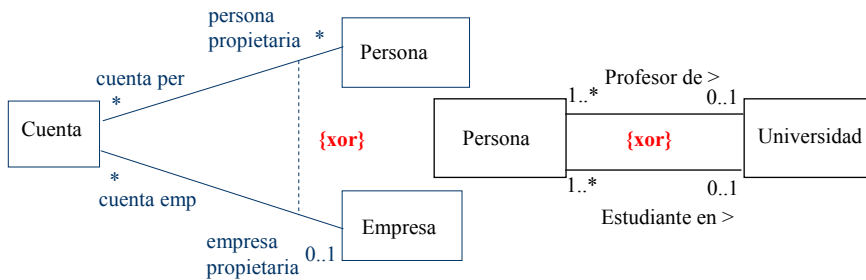 persona
propietaria
*
Persona
cuenta per
*
Cuenta
{xor}
*
cuenta emp
empresa
propietaria
0..1
Empresa
Profesor de >
1..*
0..1
Persona
{xor}
Universidad
1..*
0..1
Estudiante en >